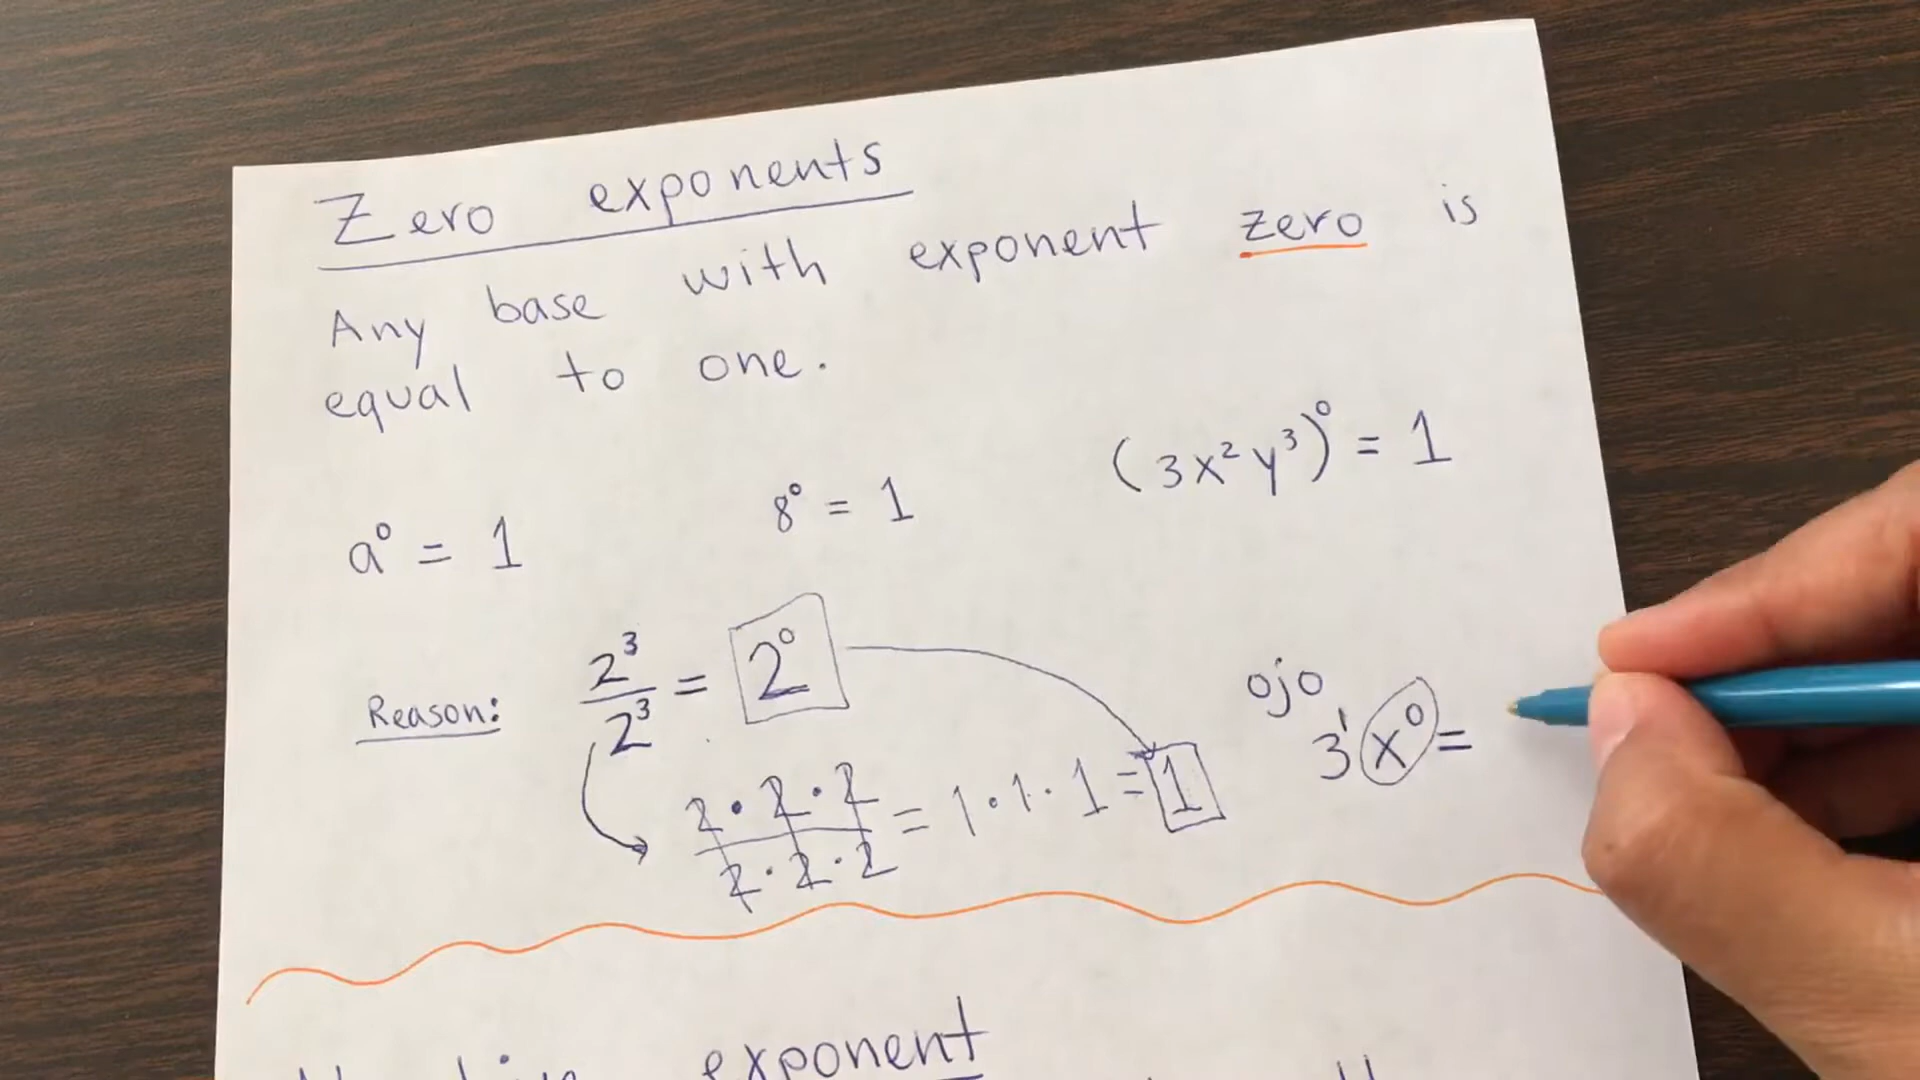 Zero exponents
Any base with exponent zero is
equal to one.
a⁰ = 1
8⁰ = 1
(3x²y³)⁰ = 1
Reason:
2³/2³ = 2⁰
2·2·2/2·2·2 = 1·1·1 = 1
ojo
3¹x⁰ =
exponent